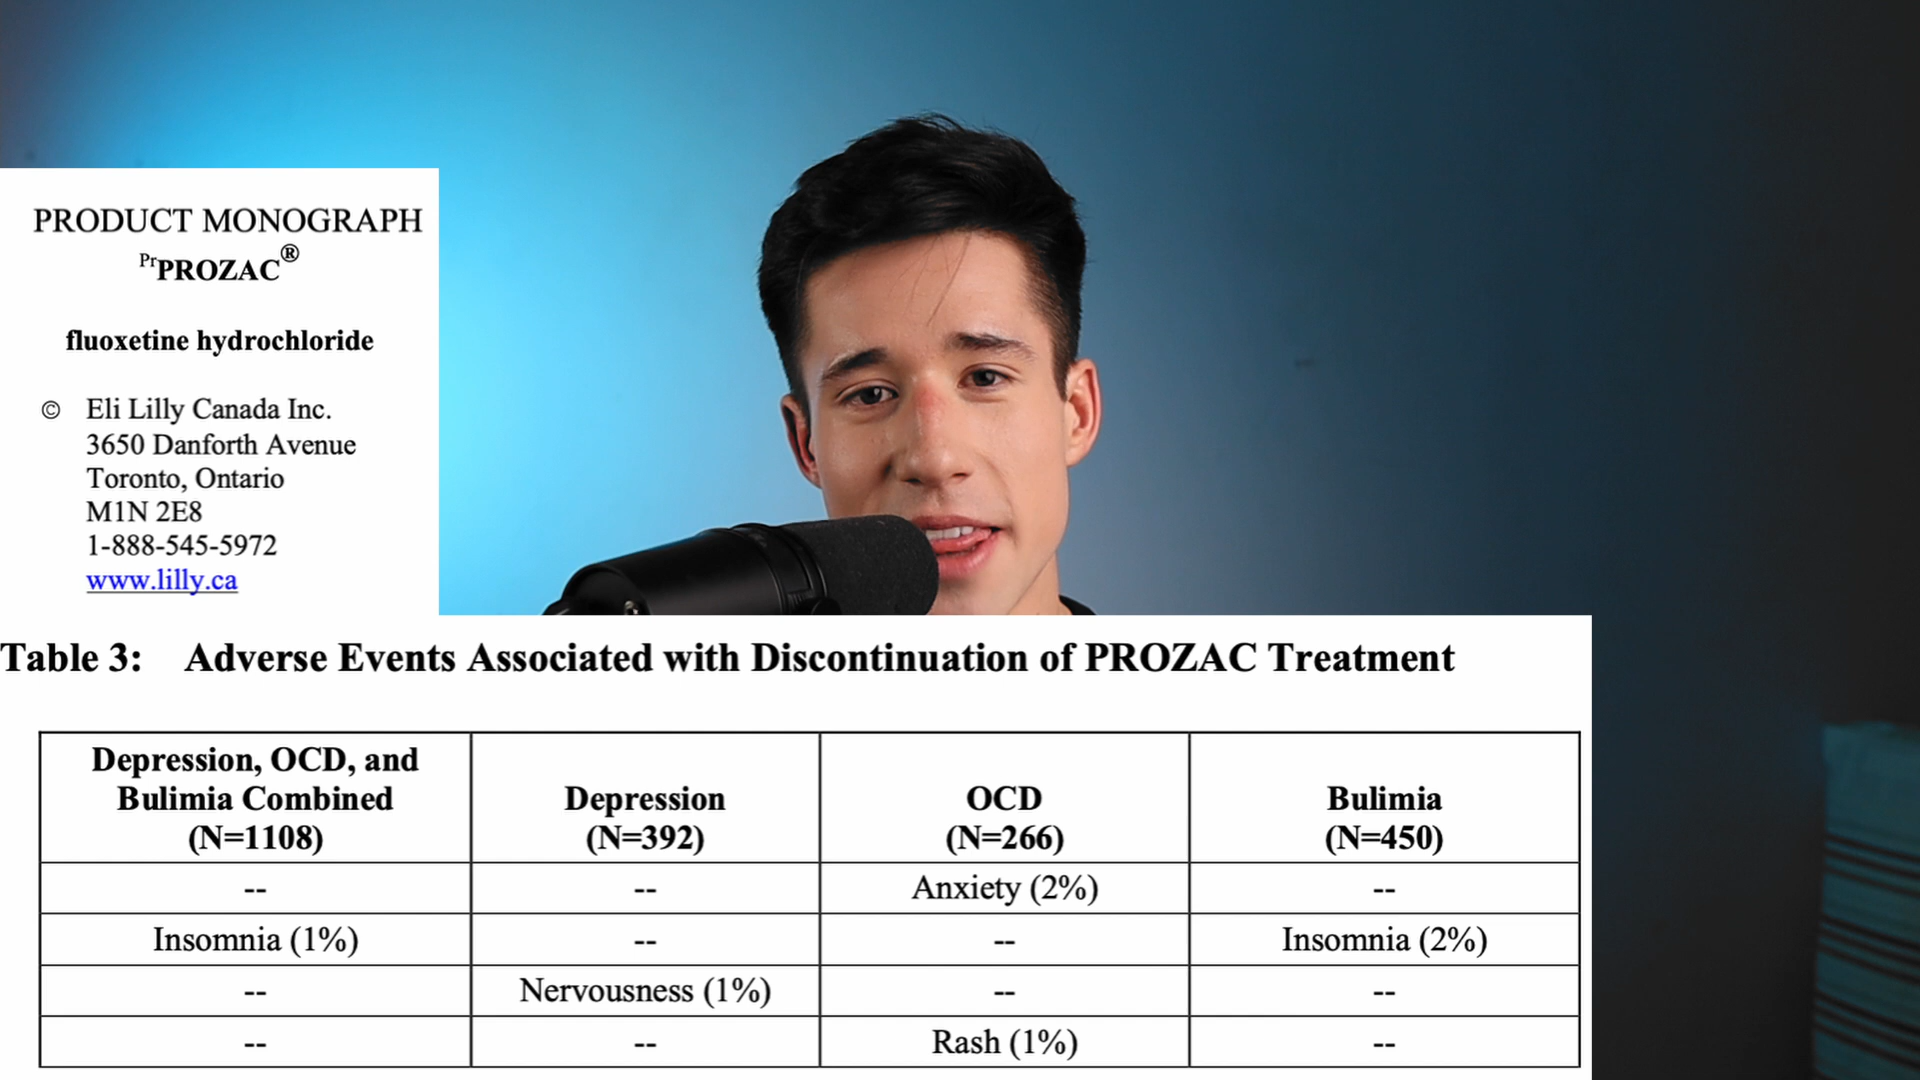 PRODUCT MONOGRAPH
PrPROZAC®
fluoxetine hydrochloride
© Eli Lilly Canada Inc.
3650 Danforth Avenue
Toronto, Ontario
M1N 2E8
1-888-545-5972
www.lilly.ca
Table 3: Adverse Events Associated with Discontinuation of PROZAC Treatment
Depression, OCD, and Bulimia Combined (N=1108) Depression (N=392) OCD (N=266) Bulimia (N=450)
-- -- Anxiety (2%) --
Insomnia (1%) -- -- Insomnia (2%)
-- Nervousness (1%) -- --
-- -- Rash (1%) --